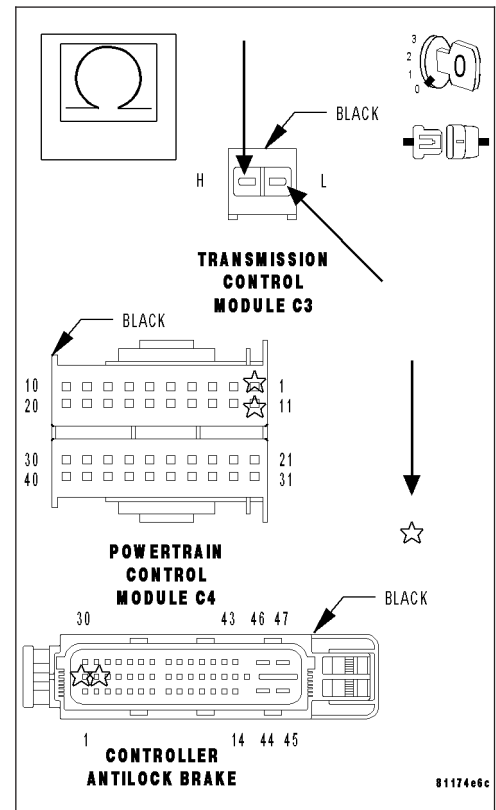 3
2
1
0
BLACK
H L
TRANSMISSION
CONTROL
MODULE C3
BLACK
10 1
20 11
30 21
40 31
POWERTRAIN
CONTROL
MODULE C4
BLACK
30 43 46 47
1 14 44 45
CONTROLLER
ANTILOCK BRAKE
81174e6c